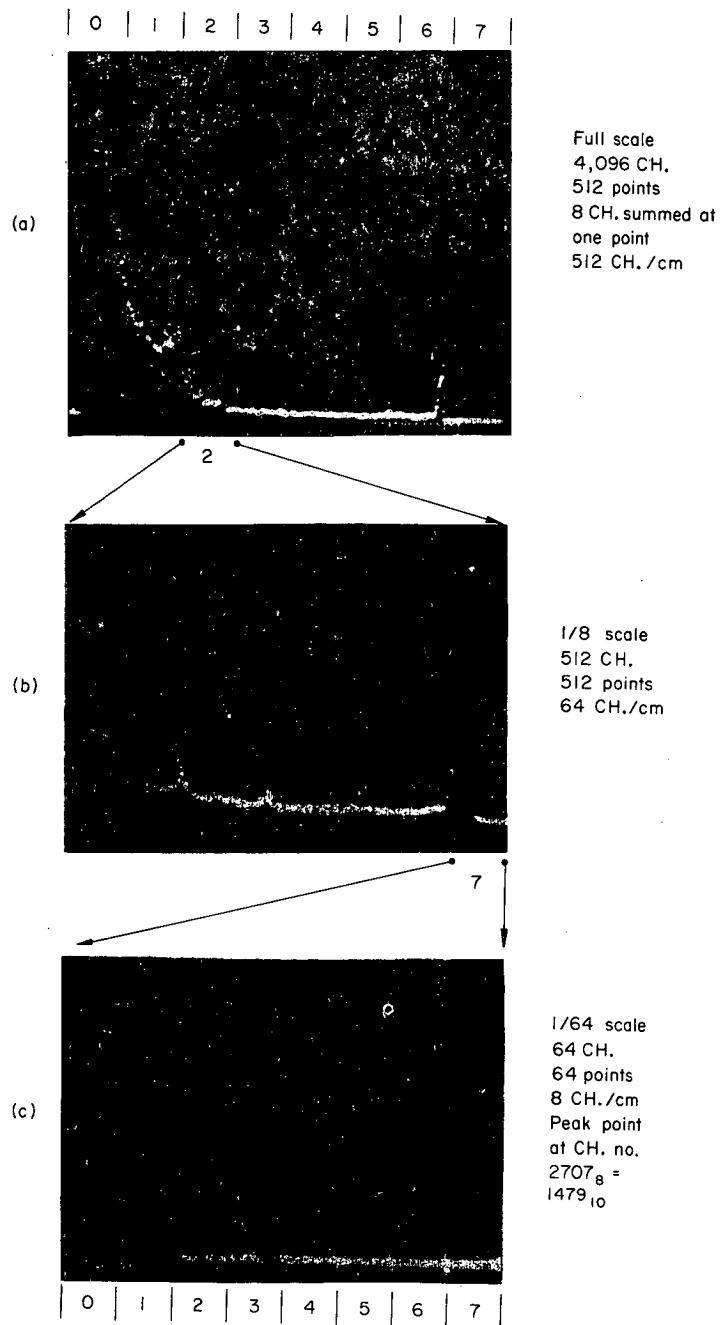 | 0 | 1 | 2 | 3 | 4 | 5 | 6 | 7 |
(a)
Full scale
4,096 CH.
512 points
8 CH. summed at
one point
512 CH./cm
2
(b)
1/8 scale
512 CH.
512 points
64 CH./cm
7
(c)
1/64 scale
64 CH.
64 points
8 CH./cm
Peak point
at CH. no.
2707₈ =
1479₁₀
| 0 | 1 | 2 | 3 | 4 | 5 | 6 | 7 |